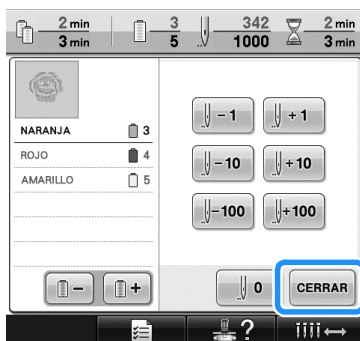 2 min 3 342 2 min
3 min 5 1000 3 min
NARANJA 3
ROJO 4
AMARILLO 5
-1 +1
-10 +10
-100 +100
- + 0 CERRAR
?